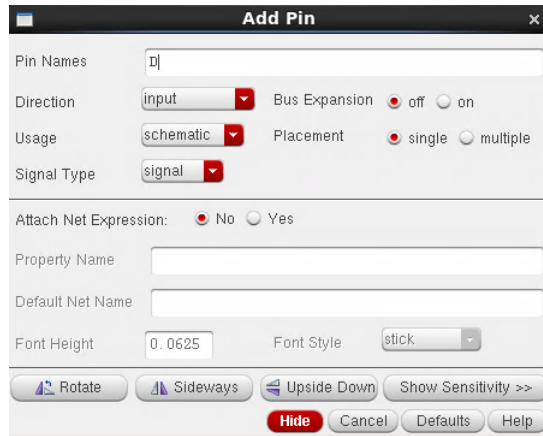 Add Pin
Pin Names D
Direction input Bus Expansion off on
Usage schematic Placement single multiple
Signal Type signal
Attach Net Expression: No Yes
Property Name
Default Net Name
Font Height 0.0625 Font Style stick
Rotate Sideways Upside Down Show Sensitivity >>
Hide Cancel Defaults Help